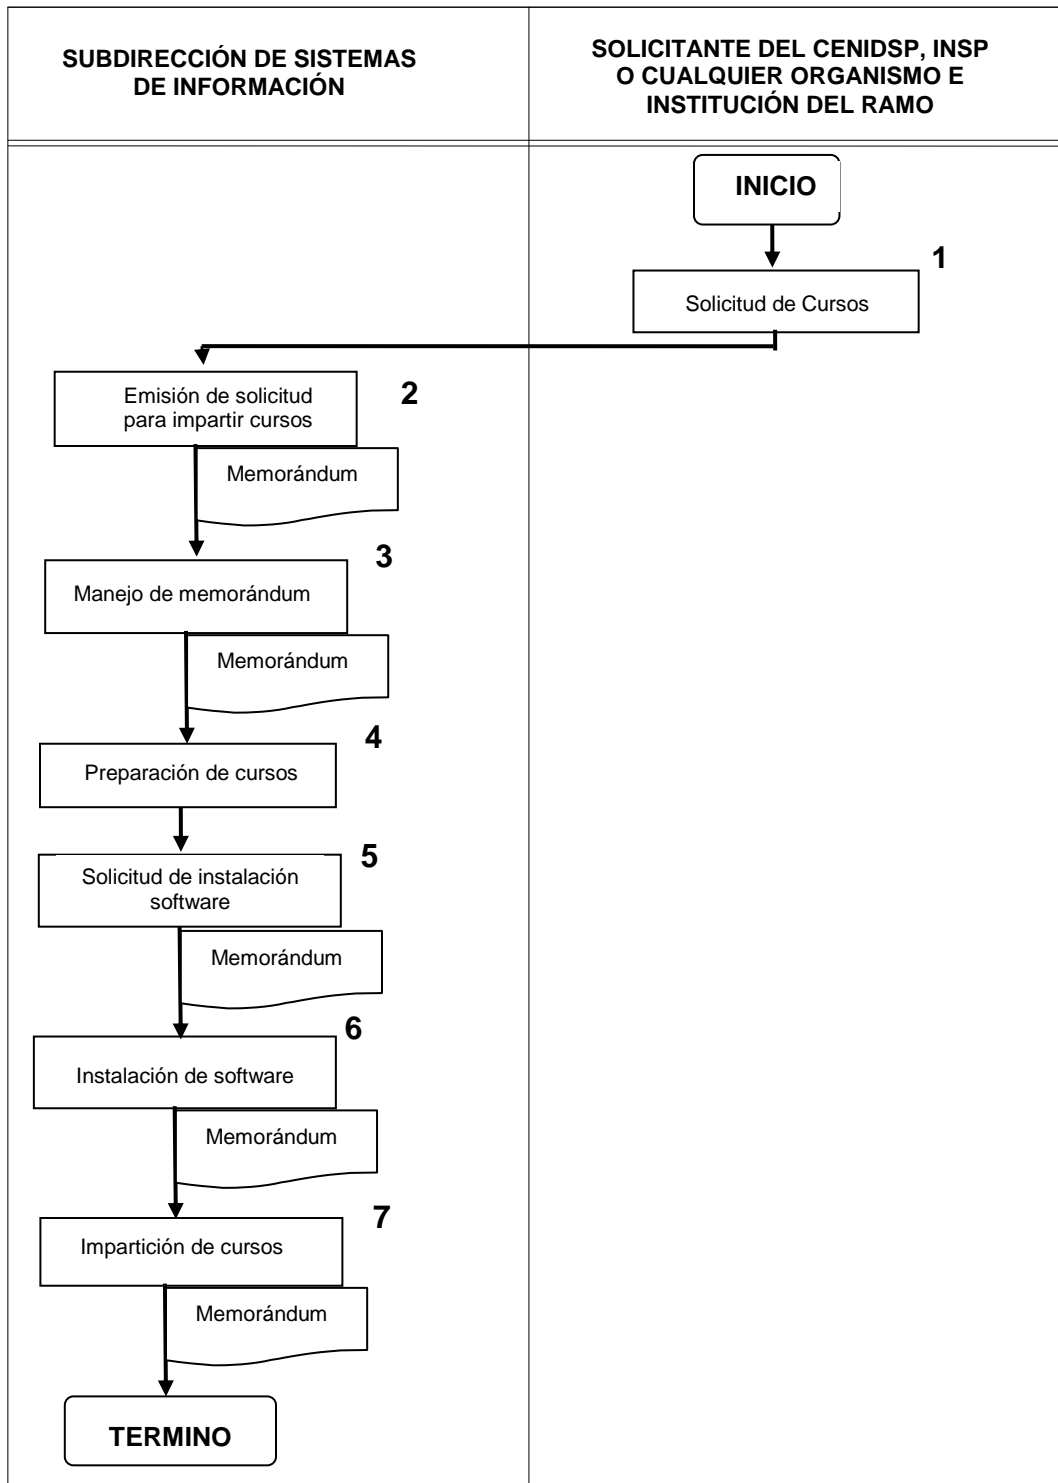 SUBDIRECCIÓN DE SISTEMAS
DE INFORMACIÓN
SOLICITANTE DEL CENIDSP, INSP
O CUALQUIER ORGANISMO E
INSTITUCIÓN DEL RAMO
INICIO
1
Solicitud de Cursos
2
Emisión de solicitud
para impartir cursos
Memorándum
3
Manejo de memorándum
Memorándum
4
Preparación de cursos
5
Solicitud de instalación
software
Memorándum
6
Instalación de software
Memorándum
7
Impartición de cursos
Memorándum
TERMINO